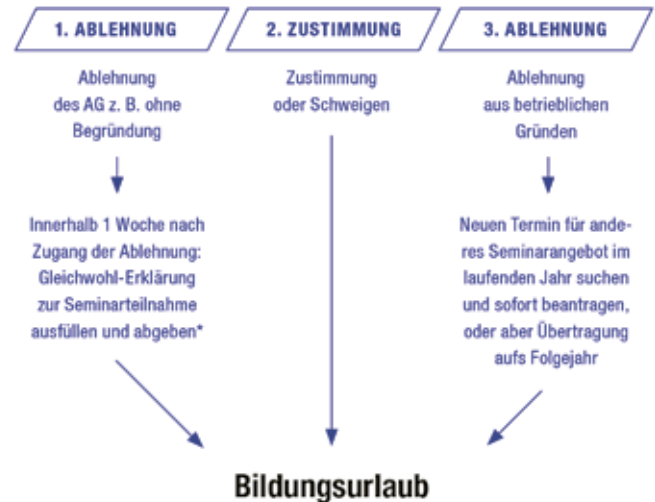 1. ABLEHNUNG
Ablehnung
des AG z. B. ohne
Begründung
Innerhalb 1 Woche nach
Zugang der Ablehnung:
Gleichwohl-Erklärung
zur Seminarteilnahme
ausfüllen und abgeben*
2. ZUSTIMMUNG
Zustimmung
oder Schweigen
3. ABLEHNUNG
Ablehnung
aus betrieblichen
Gründen
Neuen Termin für ande-
res Seminarangebot im
laufenden Jahr suchen
und sofort beantragen,
oder aber Übertragung
aufs Folgejahr
Bildungsurlaub